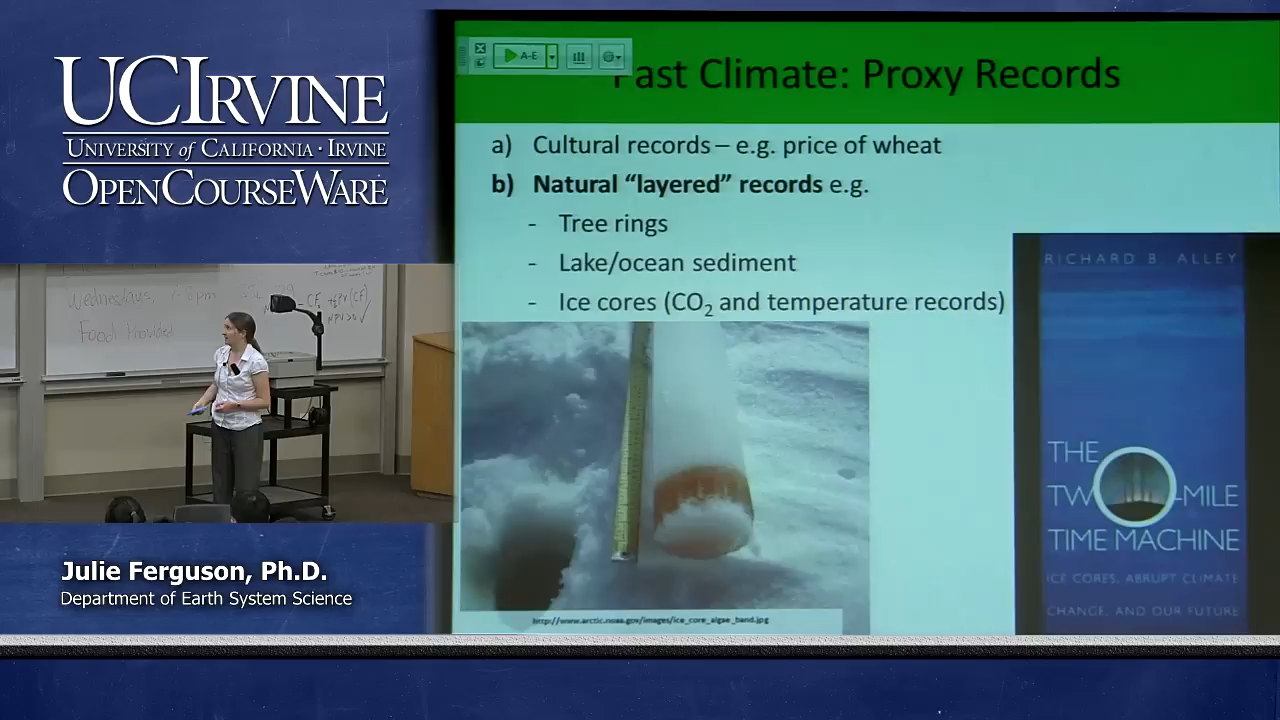 UCIRVINE
UNIVERSITY of CALIFORNIA · IRVINE
OPENCOURSEWARE
Wednesdays
Food Provided
Julie Ferguson, Ph.D.
Department of Earth System Science
A-E
Past Climate: Proxy Records
a) Cultural records – e.g. price of wheat
b) Natural “layered” records e.g.
- Tree rings
- Lake/ocean sediment
- Ice cores (CO2 and temperature records)
http://www.arctic.noaa.gov/images/ice_core_algae_band.jpg
RICHARD B. ALLEY
THE
TWO-MILE
TIME MACHINE
ICE CORES, ABRUPT CLIMATE
CHANGE, AND OUR FUTURE